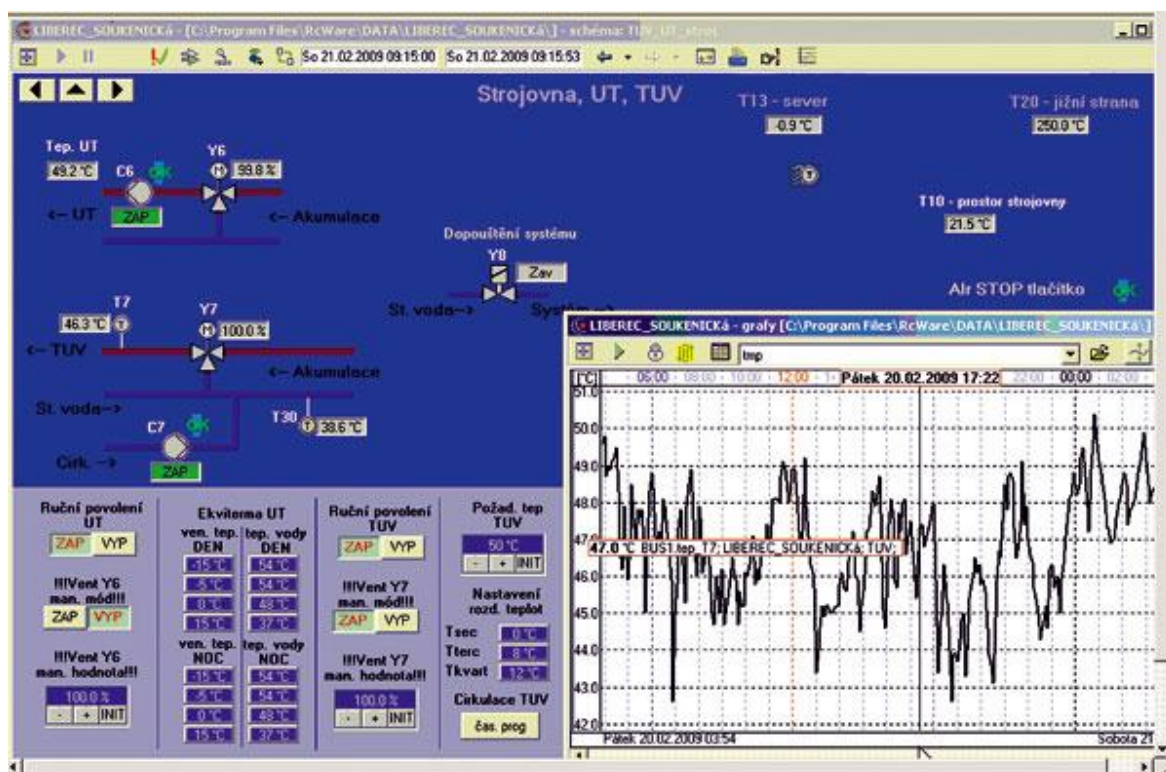 LIBEREC_SOUKENICKá - [C:\Program Files\RcWare\DATA\LIBEREC_SOUKENICKá\] - schéma: TUV_UT_stroj
So 21.02.2009 09:15:00 So 21.02.2009 09:15:53
Strojovna, UT, TUV
T13 - sever
-0.9 °C
T20 - jižní strana
250.0 °C
Tep. UT
49.2 °C
C6
ok
Y6
M
99.8 %
<-- UT
ZAP
<-- Akumulace
T
T10 - prostor strojovny
21.5 °C
Dopouštění systému
Y8
Zav
St. voda-->
Systém-->
Alr STOP tlačítko
ok
T7
46.3 °C
T
Y7
M
100.0 %
<-- TUV
<-- Akumulace
St. voda-->
C7
ok
T30
T
38.6 °C
Cirk. -->
ZAP
Ruční povolení
UT
ZAP VYP
!!!Vent Y6
man. mód!!!
ZAP VYP
!!!Vent Y6
man. hodnota!!!
100.0 %
- + INIT
Ekviterma UT
ven. tep. tep. vody
DEN DEN
-15 °C 54 °C
-5 °C 54 °C
0 °C 48 °C
15 °C 37 °C
ven. tep. tep. vody
NOC NOC
-15 °C 54 °C
-5 °C 54 °C
0 °C 48 °C
15 °C 37 °C
Ruční povolení
TUV
ZAP VYP
!!!Vent Y7
man. mód!!!
ZAP VYP
!!!Vent Y7
man. hodnota!!!
100.0 %
- + INIT
Požad. tep
TUV
50 °C
- + INIT
Nastavení
rozd. teplot
Tsec 0 °C
Tterc 8 °C
Tkvart 12 °C
Cirkulace TUV
čas. prog
LIBEREC_SOUKENICKá - grafy [C:\Program Files\RcWare\DATA\LIBEREC_SOUKENICKá\]
tmp
[°C] 06:00 08:00 10:00 12:00 Pátek 20.02.2009 17:22 22:00 00:00 02:00
51.0
50.0
49.0
48.0
47.0 °C BUS1.tep_T7; LIBEREC_SOUKENICKá; TUV;
46.0
45.0
44.0
43.0
42.0
Pátek 20.02.2009 03:54 Sobota 21